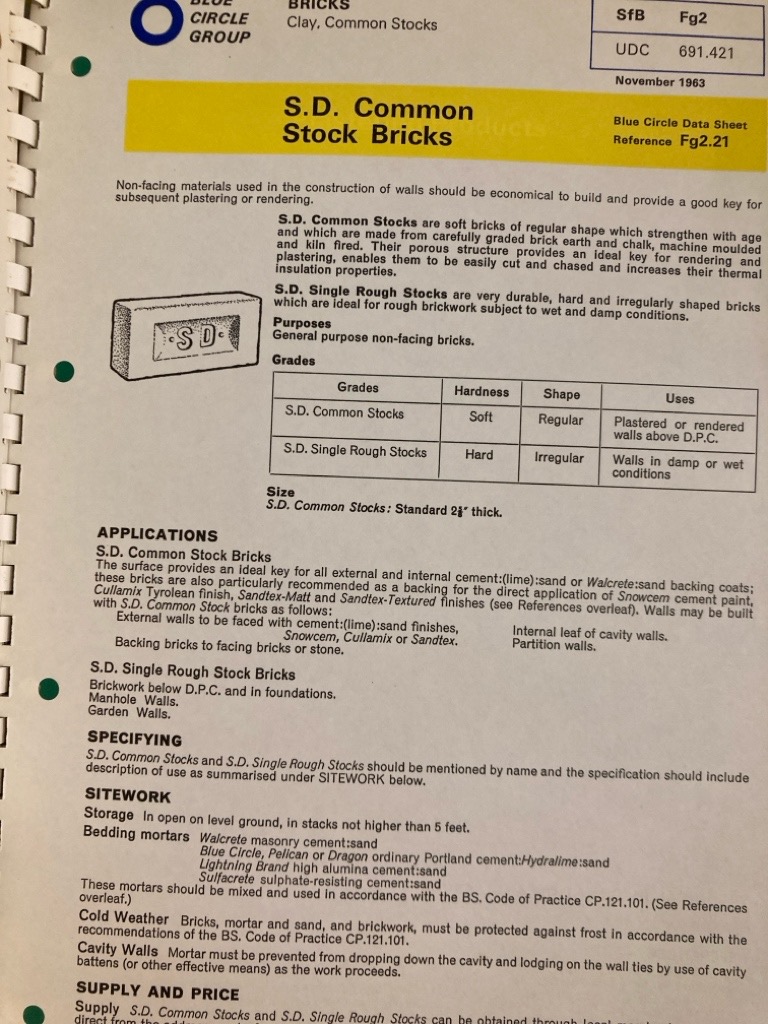 BLUE
CIRCLE
GROUP
BRICKS
Clay, Common Stocks
SfB Fg2
UDC 691.421
November 1963
S.D. Common
Stock Bricks
Blue Circle Data Sheet
Reference Fg2.21
Non-facing materials used in the construction of walls should be economical to build and provide a good key for
subsequent plastering or rendering.
S.D. Common Stocks are soft bricks of regular shape which strengthen with age
and which are made from carefully graded brick earth and chalk, machine moulded
and kiln fired. Their porous structure provides an ideal key for rendering and
plastering, enables them to be easily cut and chased and increases their thermal
insulation properties.
S.D. Single Rough Stocks are very durable, hard and irregularly shaped bricks
which are ideal for rough brickwork subject to wet and damp conditions.
·SD·
Purposes
General purpose non-facing bricks.
Grades
Grades Hardness Shape Uses
S.D. Common Stocks Soft Regular Plastered or rendered
walls above D.P.C.
S.D. Single Rough Stocks Hard Irregular Walls in damp or wet
conditions
Size
S.D. Common Stocks: Standard 2⅝" thick.
APPLICATIONS
S.D. Common Stock Bricks
The surface provides an ideal key for all external and internal cement:(lime):sand or Walcrete:sand backing coats;
these bricks are also particularly recommended as a backing for the direct application of Snowcem cement paint,
Cullamix Tyrolean finish, Sandtex-Matt and Sandtex-Textured finishes (see References overleaf). Walls may be built
with S.D. Common Stock bricks as follows:
External walls to be faced with cement:(lime):sand finishes,
Snowcem, Cullamix or Sandtex.
Backing bricks to facing bricks or stone.
Internal leaf of cavity walls.
Partition walls.
S.D. Single Rough Stock Bricks
Brickwork below D.P.C. and in foundations.
Manhole Walls.
Garden Walls.
SPECIFYING
S.D. Common Stocks and S.D. Single Rough Stocks should be mentioned by name and the specification should include
description of use as summarised under SITEWORK below.
SITEWORK
Storage In open on level ground, in stacks not higher than 5 feet.
Bedding mortars Walcrete masonry cement:sand
Blue Circle, Pelican or Dragon ordinary Portland cement:Hydralime:sand
Lightning Brand high alumina cement:sand
Sulfacrete sulphate-resisting cement:sand
These mortars should be mixed and used in accordance with the BS. Code of Practice CP.121.101. (See References
overleaf.)
Cold Weather Bricks, mortar and sand, and brickwork, must be protected against frost in accordance with the
recommendations of the BS. Code of Practice CP.121.101.
Cavity Walls Mortar must be prevented from dropping down the cavity and lodging on the wall ties by use of cavity
battens (or other effective means) as the work proceeds.
SUPPLY AND PRICE
Supply S.D. Common Stocks and S.D. Single Rough Stocks can be obtained through
direct from the